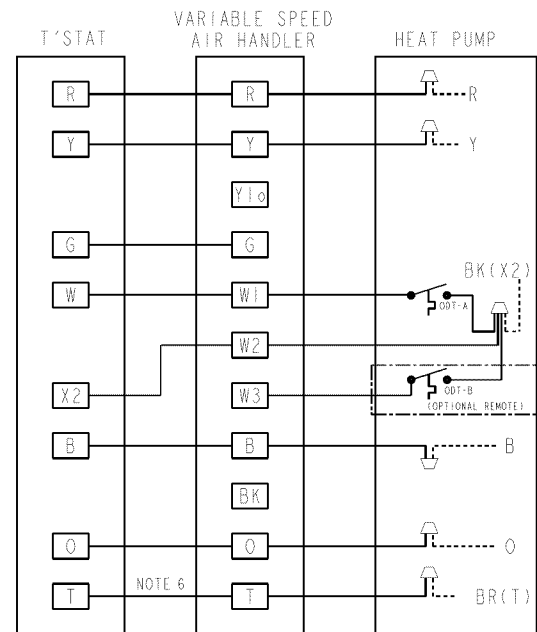 VARIABLE SPEED
T'STAT AIR HANDLER HEAT PUMP
R R R
Y Y Y
Ylo
G G
BK(X2)
W W1 ODT-A
W2
X2 W3 ODT-B
(OPTIONAL REMOTE)
B B B
BK
O O O
NOTE 6
T T BR(T)